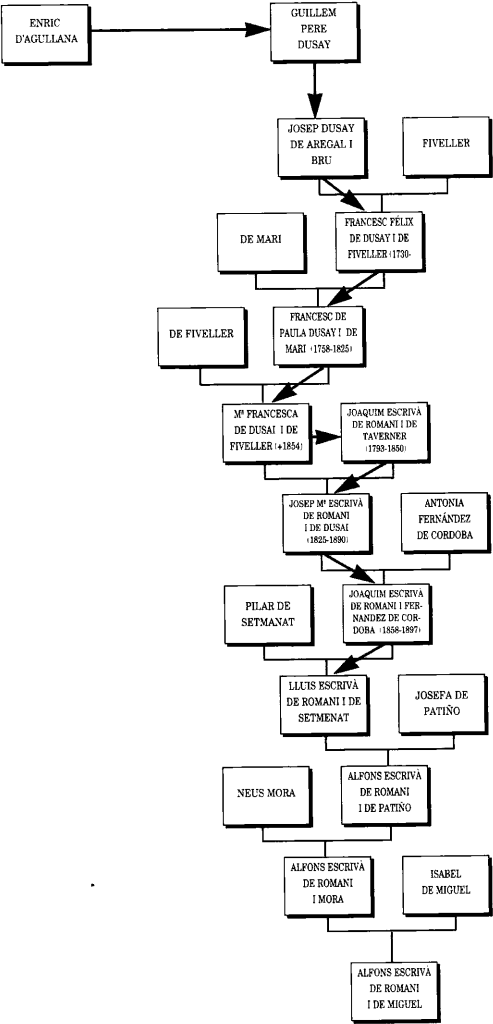 ENRIC
D'AGULLANA
GUILLEM
PERE
DUSAY
JOSEP DUSAY
DE AREGAL I
BRU
FIVELLER
DE MARI
FRANCESC FÉLIX
DE DUSAY I DE
FIVELLER (1730-
DE FIVELLER
FRANCESC DE
PAULA DUSAY I DE
MARI (1758-1825)
Mª FRANCESCA
DE DUSAI I DE
FIVELLER (+1854)
JOAQUIM ESCRIVÀ
DE ROMANI I DE
TAVERNER
(1793-1850)
JOSEP Mª ESCRIVÀ
DE ROMANI
I DE DUSAI
(1825-1890)
ANTONIA
FERNÁNDEZ
DE CORDOBA
PILAR DE
SETMANAT
JOAQUIM ESCRIVÀ
DE ROMANI I FER-
NANDEZ DE COR-
DOBA (1858-1897)
LLUIS ESCRIVÀ
DE ROMANI I DE
SETMENAT
JOSEFA DE
PATIÑO
NEUS MORA
ALFONS ESCRIVÀ
DE ROMANI
I DE PATIÑO
ALFONS ESCRIVÀ
DE ROMANI
I MORA
ISABEL
DE MIGUEL
ALFONS ESCRIVÀ
DE ROMANI
I DE MIGUEL